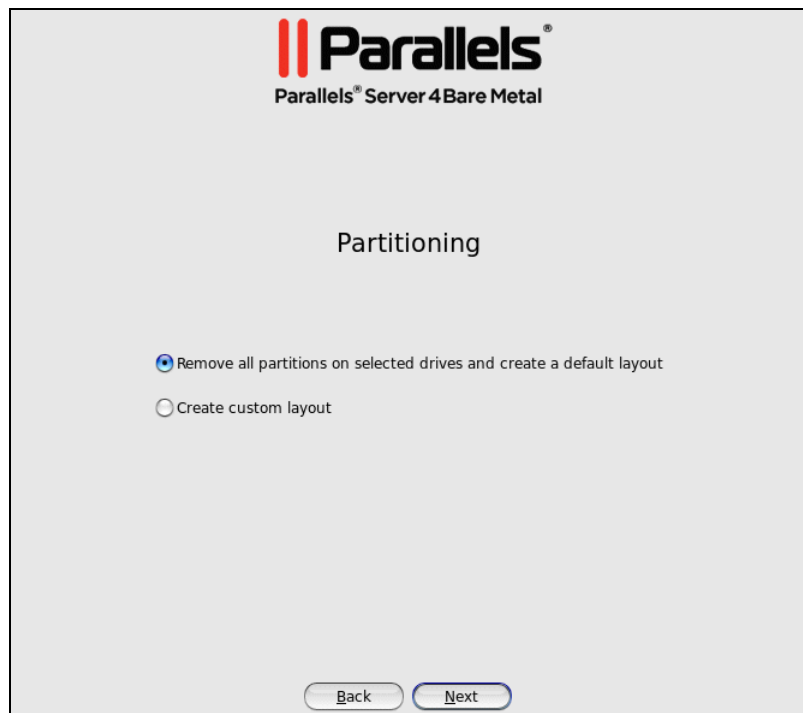 Parallels®
Parallels® Server 4 Bare Metal
Partitioning
Remove all partitions on selected drives and create a default layout
Create custom layout
Back Next